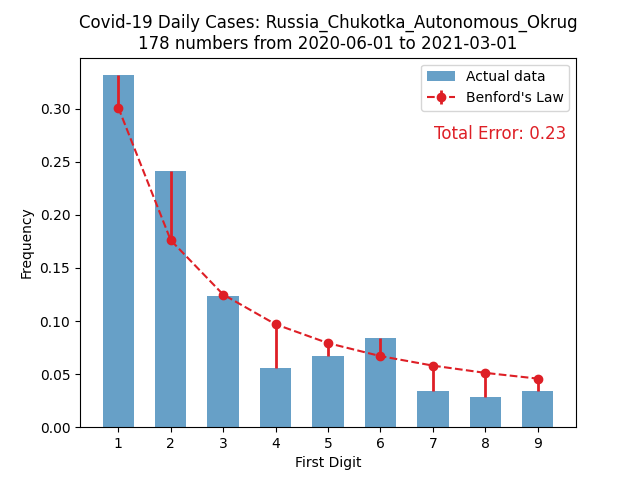 Covid-19 Daily Cases: Russia_Chukotka_Autonomous_Okrug
178 numbers from 2020-06-01 to 2021-03-01
Actual data
Benford's Law
Total Error: 0.23
Frequency
0.30
0.25
0.20
0.15
0.10
0.05
0.00
1 2 3 4 5 6 7 8 9
First Digit